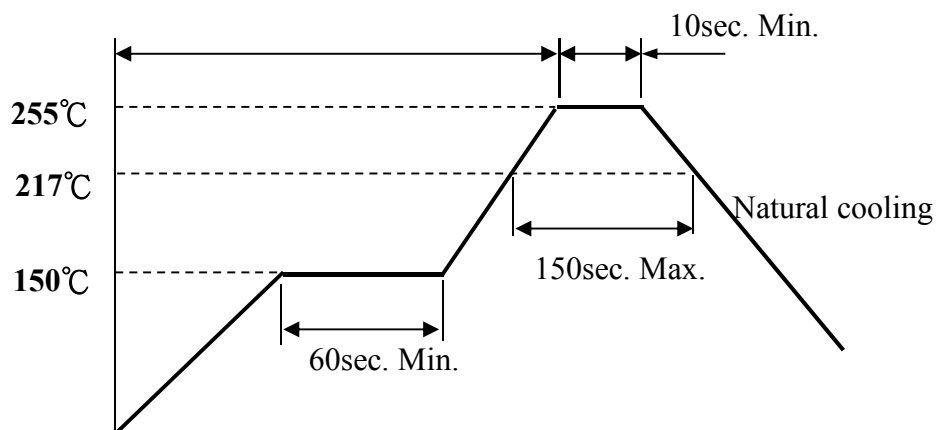 10sec. Min.
255℃
217℃
Natural cooling
150sec. Max.
150℃
60sec. Min.